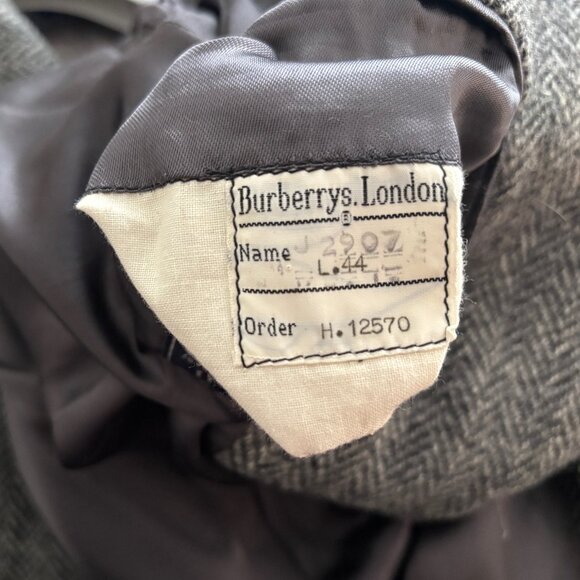 Burberrys. London
J 2907
Name L.44
Order H.12570